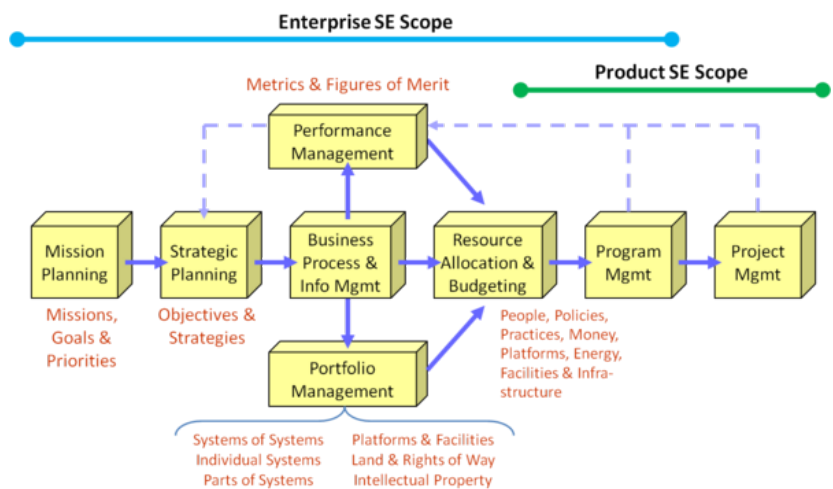 Enterprise SE Scope
Product SE Scope
Metrics & Figures of Merit
Performance
Management
Mission
Planning
Strategic
Planning
Business
Process &
Info Mgmt
Resource
Allocation &
Budgeting
Program
Mgmt
Project
Mgmt
Missions,
Goals &
Priorities
Objectives &
Strategies
People, Policies,
Practices, Money,
Platforms, Energy,
Facilities & Infra-
structure
Portfolio
Management
Systems of Systems
Individual Systems
Parts of Systems
Platforms & Facilities
Land & Rights of Way
Intellectual Property